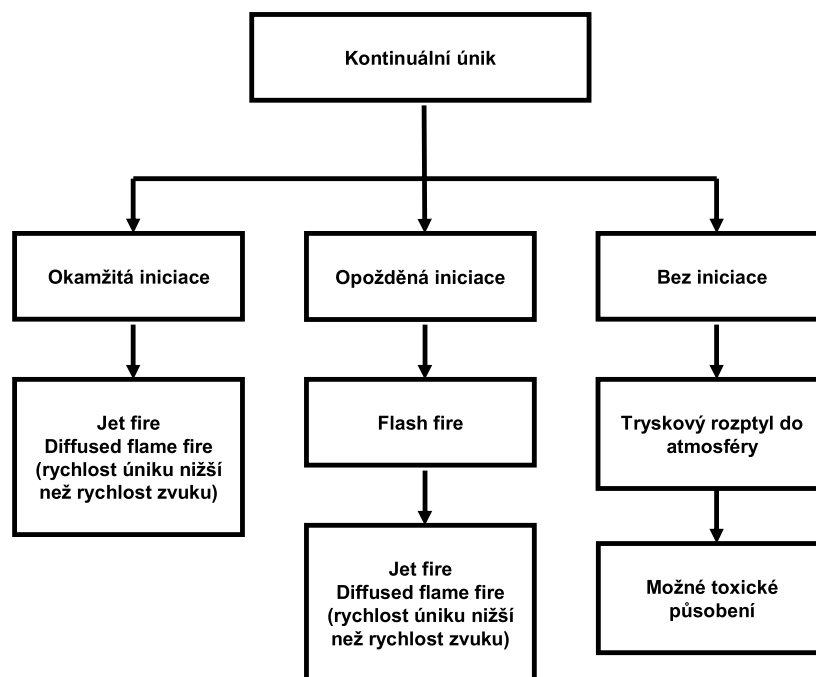 Kontinuální únik
Okamžitá iniciace
Opožděná iniciace
Bez iniciace
Jet fire
Diffused flame fire
(rychlost úniku nižší
než rychlost zvuku)
Flash fire
Tryskový rozptyl do
atmosféry
Jet fire
Diffused flame fire
(rychlost úniku nižší
než rychlost zvuku)
Možné toxické
působení